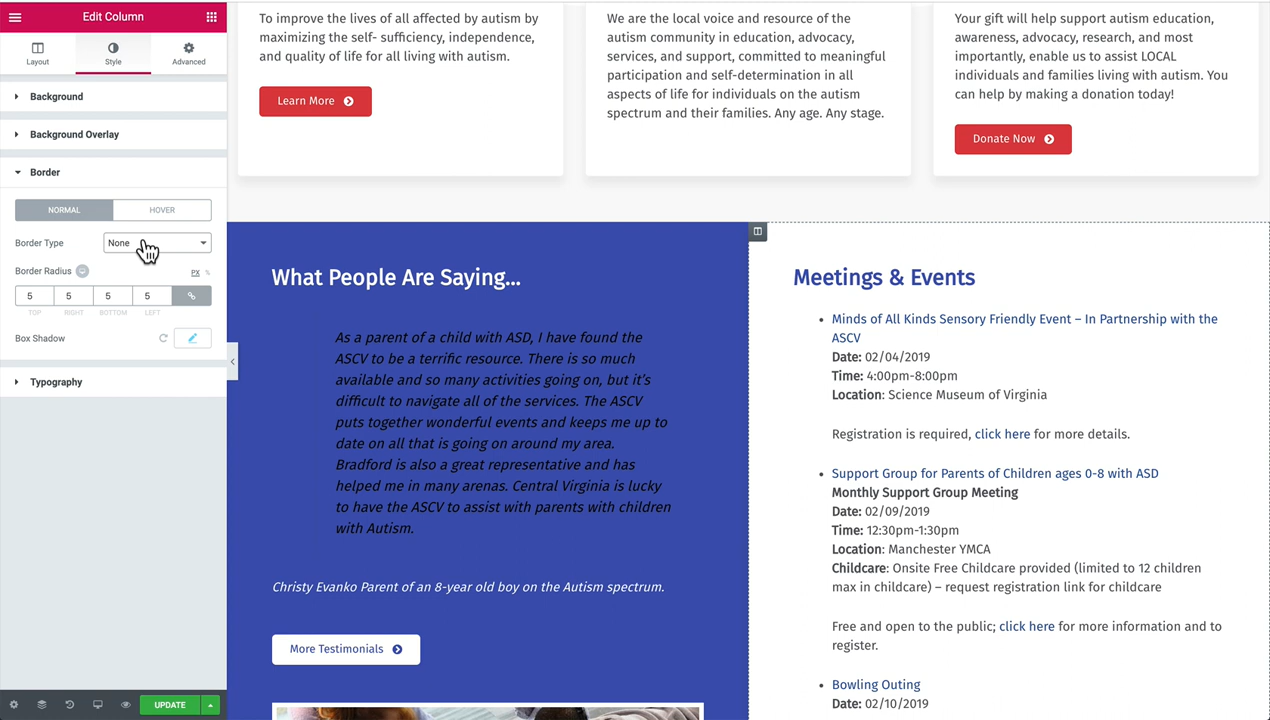 Edit Column
Layout
Style
Advanced
Background
Background Overlay
Border
NORMAL
HOVER
Border Type
None
Border Radius
PX
%
5
5
5
5
TOP
RIGHT
BOTTOM
LEFT
Box Shadow
Typography
UPDATE
To improve the lives of all affected by autism by
maximizing the self- sufficiency, independence,
and quality of life for all living with autism.
Learn More
We are the local voice and resource of the
autism community in education, advocacy,
services, and support, committed to meaningful
participation and self-determination in all
aspects of life for individuals on the autism
spectrum and their families. Any age. Any stage.
Your gift will help support autism education,
awareness, advocacy, research, and most
importantly, enable us to assist LOCAL
individuals and families living with autism. You
can help by making a donation today!
Donate Now
What People Are Saying...
As a parent of a child with ASD, I have found the
ASCV to be a terrific resource. There is so much
available and so many activities going on, but it's
difficult to navigate all of the services. The ASCV
puts together wonderful events and keeps me up to
date on all that is going on around my area.
Bradford is also a great representative and has
helped me in many arenas. Central Virginia is lucky
to have the ASCV to assist with parents with children
with Autism.
Christy Evanko Parent of an 8-year old boy on the Autism spectrum.
More Testimonials
Meetings & Events
• Minds of All Kinds Sensory Friendly Event – In Partnership with the
ASCV
Date: 02/04/2019
Time: 4:00pm-8:00pm
Location: Science Museum of Virginia
Registration is required, click here for more details.
• Support Group for Parents of Children ages 0-8 with ASD
Monthly Support Group Meeting
Date: 02/09/2019
Time: 12:30pm-1:30pm
Location: Manchester YMCA
Childcare: Onsite Free Childcare provided (limited to 12 children
max in childcare) – request registration link for childcare
Free and open to the public; click here for more information and to
register.
• Bowling Outing
Date: 02/10/2019